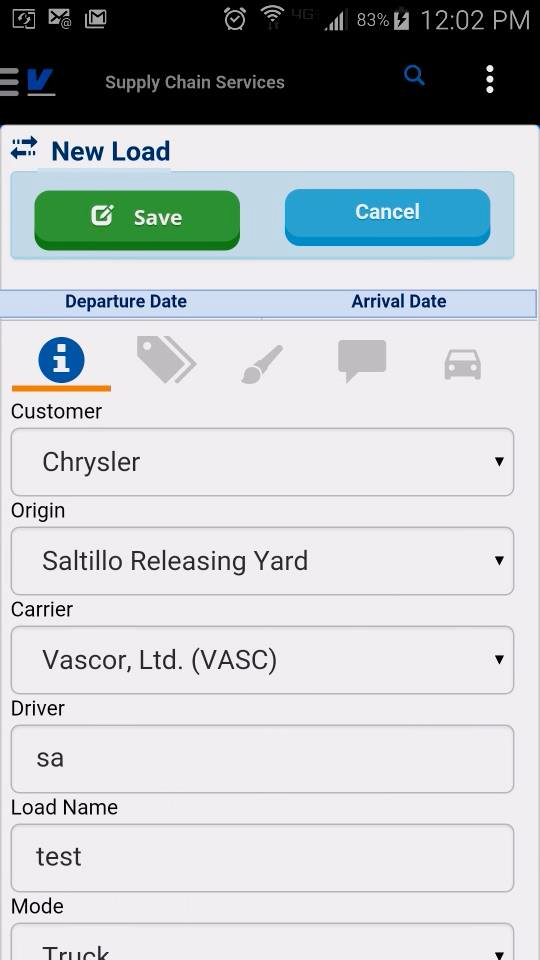 4G
83%
12:02 PM
V
Supply Chain Services
New Load
Save
Cancel
Departure Date
Arrival Date
Customer
Chrysler
Origin
Saltillo Releasing Yard
Carrier
Vascor, Ltd. (VASC)
Driver
sa
Load Name
test
Mode
Truck